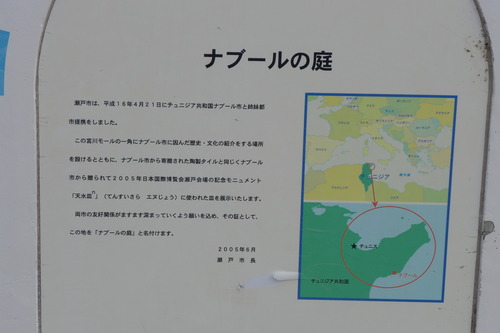 ナブールの庭
瀬戸市は、平成16年4月21日にチュニジア共和国ナブール市と姉妹都
市提携をしました。
この宮川モールの一角にナブール市に因んだ歴史・文化の紹介をする場所
を設けるとともに、ナブール市から寄贈された陶製タイルと同じくナブール
市から贈られて2005年日本国際博覧会瀬戸会場の記念モニュメント
「天水皿n」(てんすいさら エヌじょう)に使われた皿を展示いたします。
両市の友好関係がますます深まっていくよう願いを込め、その証として、
この地を「ナブールの庭」と名付けます。
2005年6月
瀬戸市長
チュニジア
チュニス
ナブール
チュニジア共和国